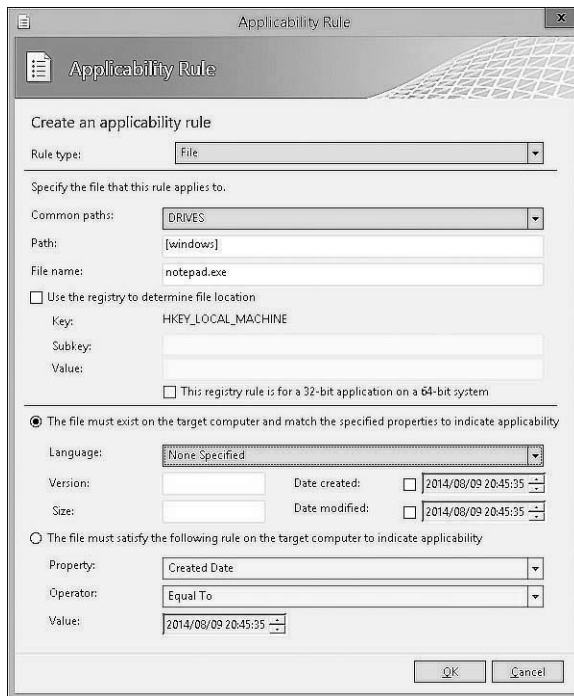 Applicability Rule
x
Applicability Rule
Create an applicability rule
Rule type: File
Specify the file that this rule applies to.
Common paths: DRIVES
Path: [windows]
File name: notepad.exe
Use the registry to determine file location
Key: HKEY_LOCAL_MACHINE
Subkey:
Value:
This registry rule is for a 32-bit application on a 64-bit system
The file must exist on the target computer and match the specified properties to indicate applicability
Language: None Specified
Version: Date created: 2014/08/09 20:45:35
Size: Date modified: 2014/08/09 20:45:35
The file must satisfy the following rule on the target computer to indicate applicability
Property: Created Date
Operator: Equal To
Value: 2014/08/09 20:45:35
OK Cancel